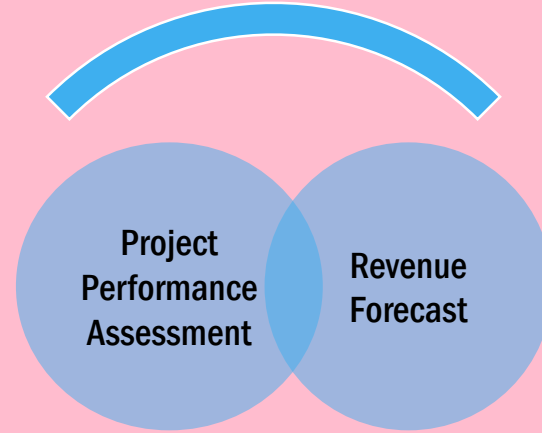 Project
Performance
Assessment
Revenue
Forecast